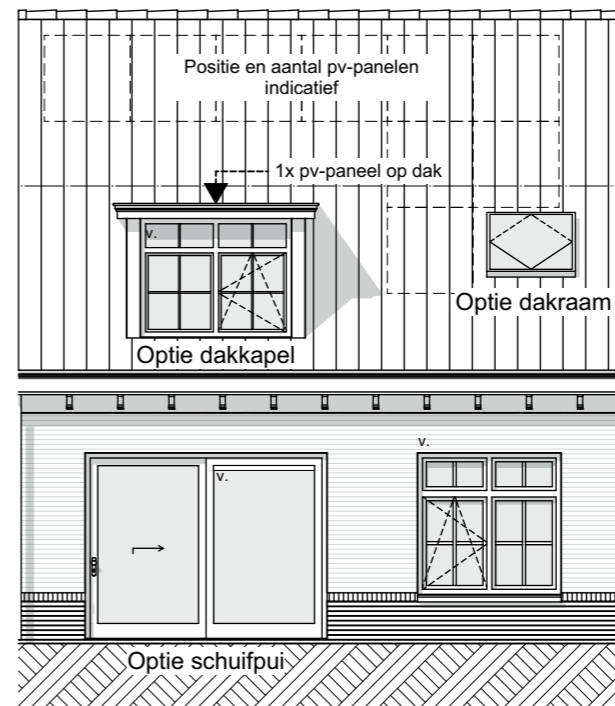 Positie en aantal pv-panelen
indicatief
1x pv-paneel op dak
v.
Optie dakraam
Optie dakkapel
v.
v.
Optie schuifpui